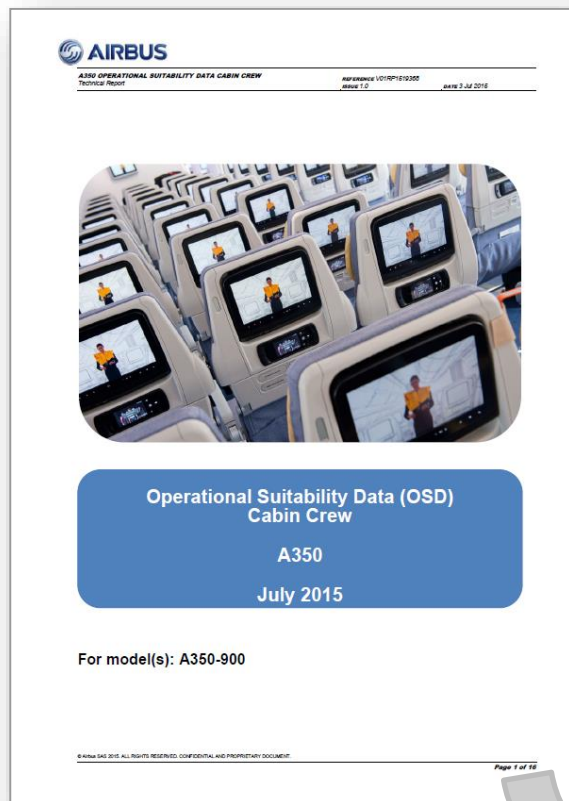 AIRBUS
A350 OPERATIONAL SUITABILITY DATA CABIN CREW
Technical Report
REFERENCE V01RP1519366
ISSUE 1.0
DATE 3 Jul 2015
Operational Suitability Data (OSD)
Cabin Crew
A350
July 2015
For model(s): A350-900
© Airbus SAS 2015. ALL RIGHTS RESERVED. CONFIDENTIAL AND PROPRIETARY DOCUMENT.
Page 1 of 16